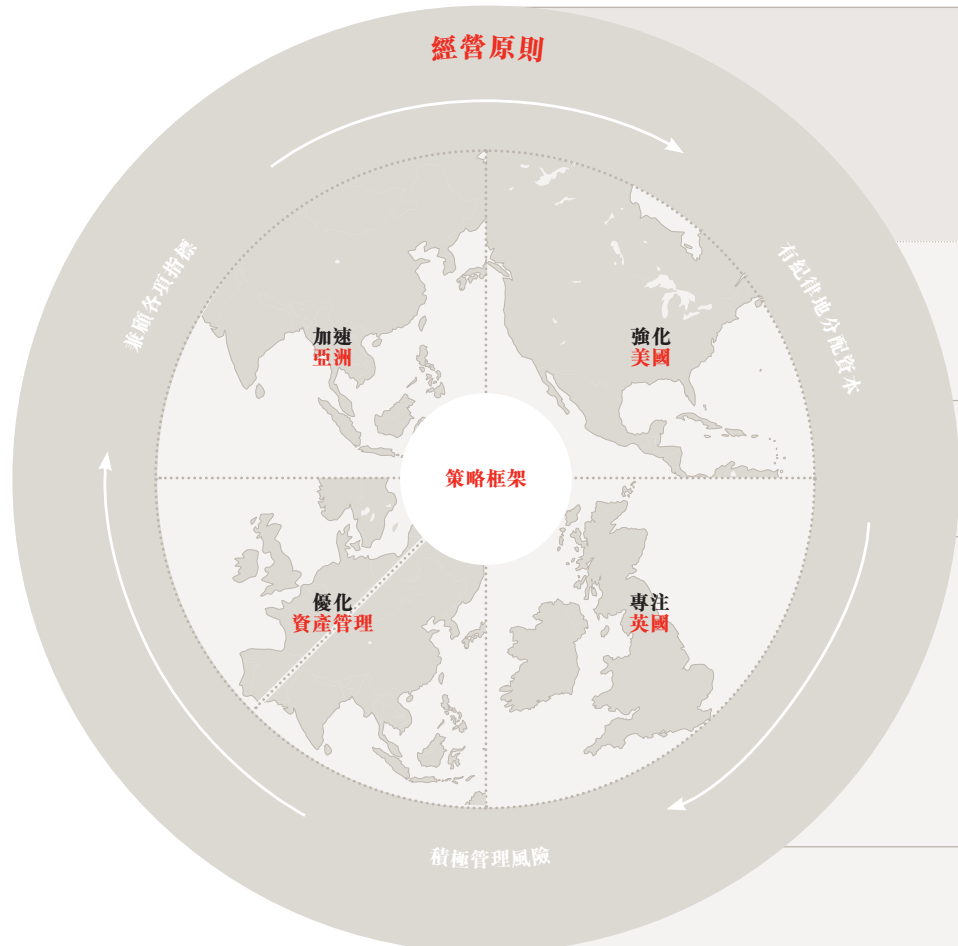 經營原則
兼顧各項指標
有紀律地分配資本
加速
亞洲
強化
美國
策略框架
優化
資產管理
專注
英國
積極管理風險